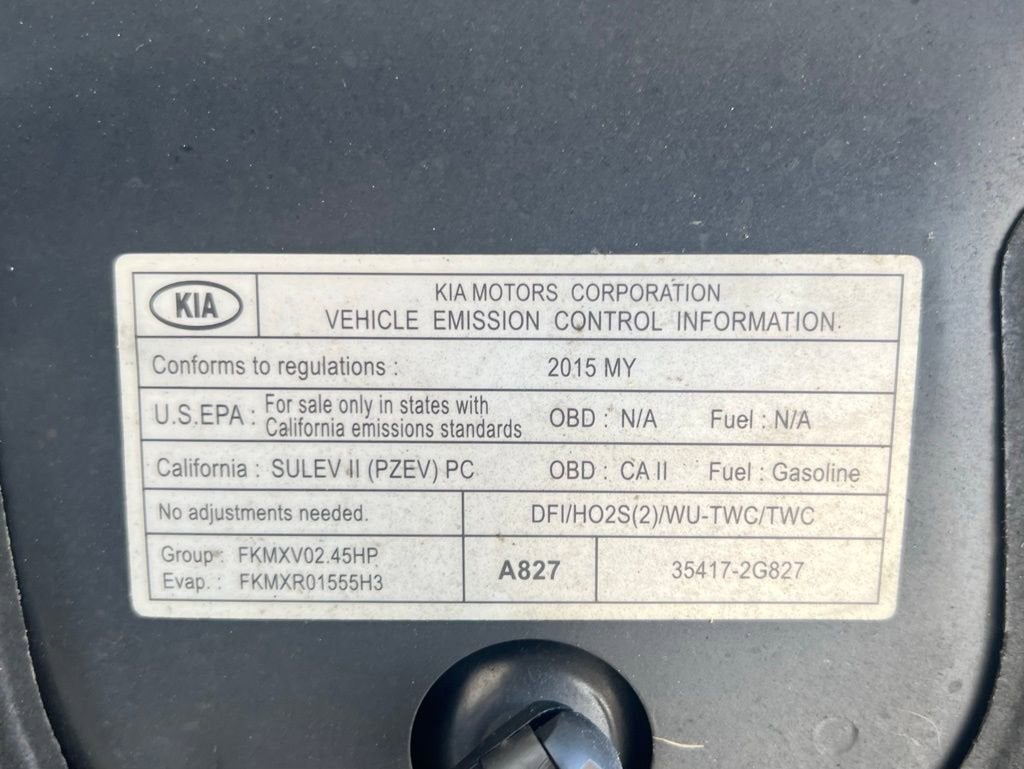 KIA
KIA MOTORS CORPORATION
VEHICLE EMISSION CONTROL INFORMATION
Conforms to regulations : 2015 MY
U.S.EPA : For sale only in states with
California emissions standards OBD : N/A Fuel : N/A
California : SULEV II (PZEV) PC OBD : CA II Fuel : Gasoline
No adjustments needed. DFI/HO2S(2)/WU-TWC/TWC
Group : FKMXV02.45HP
Evap. : FKMXR01555H3
A827 35417-2G827